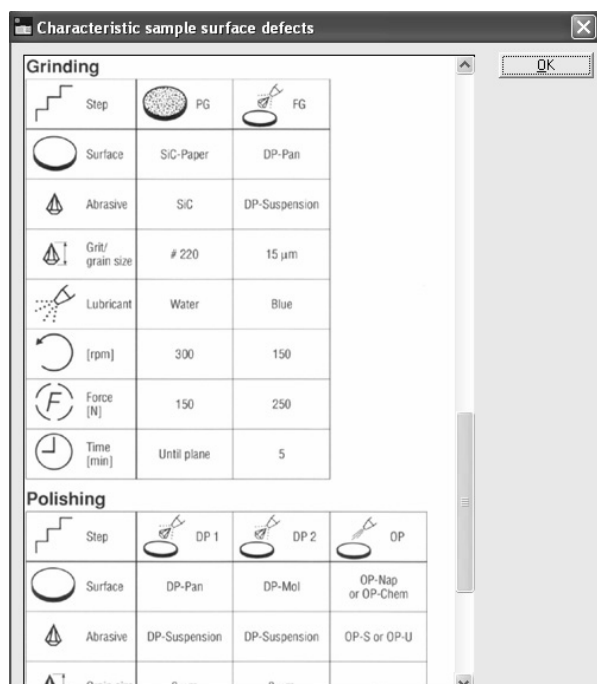 Characteristic sample surface defects
OK
Grinding
Step PG FG
Surface SiC-Paper DP-Pan
Abrasive SiC DP-Suspension
Grit/
grain size # 220 15 µm
Lubricant Water Blue
[rpm] 300 150
F Force
[N] 150 250
Time
[min] Until plane 5
Polishing
Step DP 1 DP 2 OP
Surface DP-Pan DP-Mol OP-Nap
or OP-Chem
Abrasive DP-Suspension DP-Suspension OP-S or OP-U